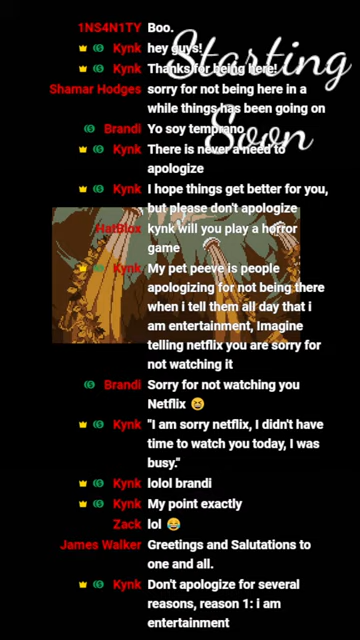 Starting
Soon
1NS4N1TY Boo.
Kynk hey guys!
Kynk Thanks for being here!
Shamar Hodges sorry for not being here in a
while things has been going on
Brandi Yo soy temprano
Kynk There is never a need to
apologize
Kynk I hope things get better for you,
but please don't apologize
HatBlox kynk will you play a horror
game
Kynk My pet peeve is people
apologizing for not being there
when i tell them all day that i
am entertainment, Imagine
telling netflix you are sorry for
not watching it
Brandi Sorry for not watching you
Netflix 😆
Kynk "I am sorry netflix, I didn't have
time to watch you today, I was
busy."
Kynk lolol brandi
Kynk My point exactly
Zack lol 😂
James Walker Greetings and Salutations to
one and all.
Kynk Don't apologize for several
reasons, reason 1: i am
entertainment